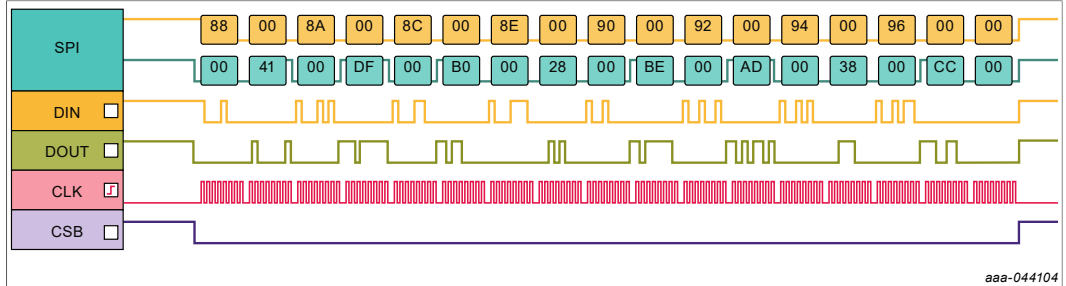 88 00 8A 00 8C 00 8E 00 90 00 92 00 94 00 96 00 00
SPI
00 41 00 DF 00 B0 00 28 00 BE 00 AD 00 38 00 CC 00
DIN
DOUT
CLK
CSB
aaa-044104